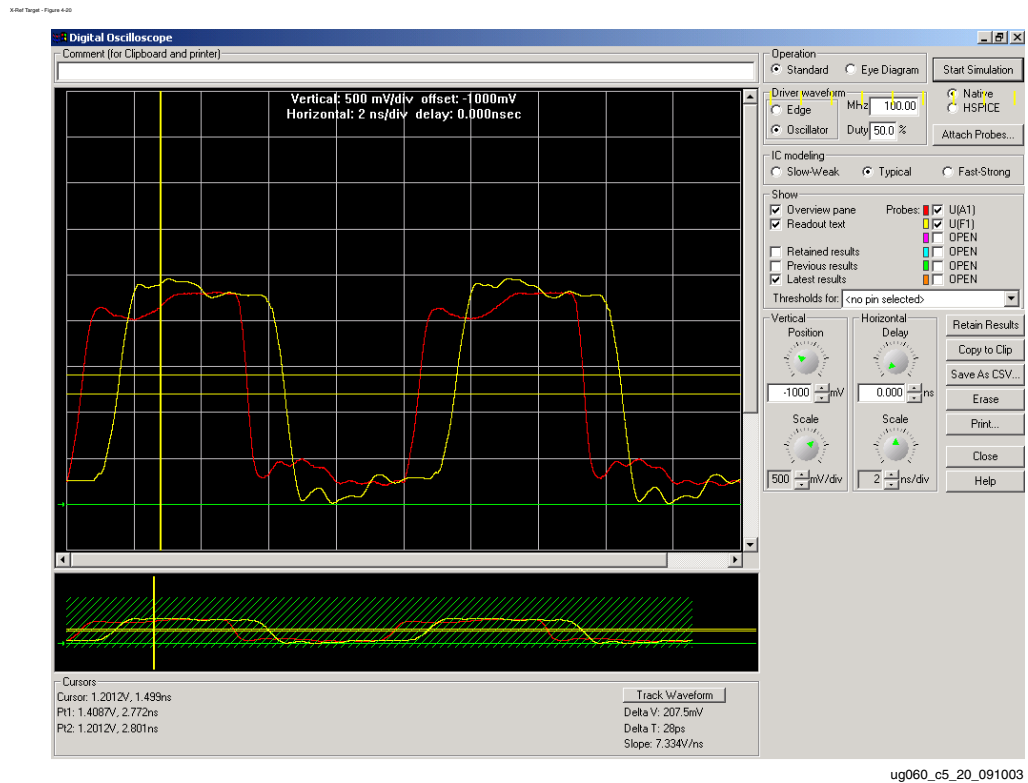 X-Ref Target - Figure 4-20
Digital Oscilloscope
Comment (for Clipboard and printer)
Vertical: 500 mV/div offset: -1000mV
Horizontal: 2 ns/div delay: 0.000nsec
Operation
Standard Eye Diagram
Start Simulation
Driver waveform
Edge
Oscillator
Mhz 100.00
Duty 50.0 %
Native
HSPICE
Attach Probes...
IC modeling
Slow-Weak Typical Fast-Strong
Show
Overview pane Probes: U(A1)
Readout text U(F1)
OPEN
Retained results OPEN
Previous results OPEN
Latest results OPEN
Thresholds for: <no pin selected>
Vertical
Position
-1000 mV
Scale
500 mV/div
Horizontal
Delay
0.000 ns
Scale
2 ns/div
Retain Results
Copy to Clip
Save As CSV...
Erase
Print...
Close
Help
Cursors
Cursor: 1.2012V, 1.499ns
Pt1: 1.4087V, 2.772ns
Pt2: 1.2012V, 2.801ns
Track Waveform
Delta V: 207.5mV
Delta T: 28ps
Slope: 7.334V/ns
ug060_c5_20_091003